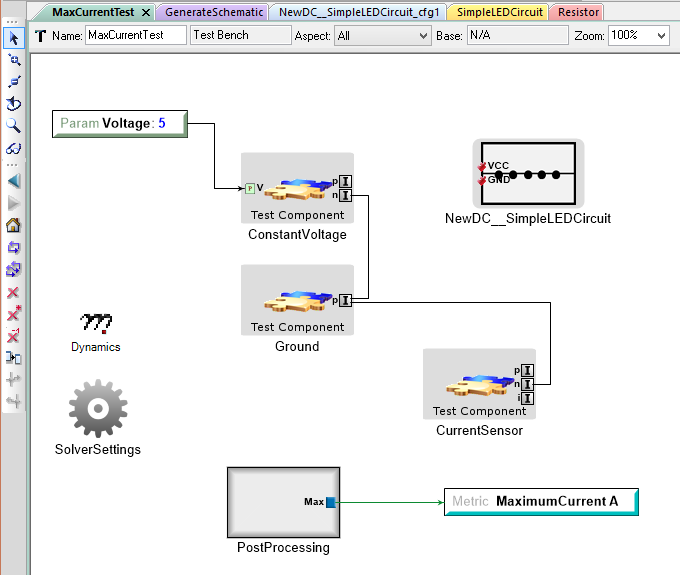 MaxCurrentTest
GenerateSchematic
NewDC__SimpleLEDCircuit_cfg1
SimpleLEDCircuit
Resistor
T Name: MaxCurrentTest Test Bench Aspect: All Base: N/A Zoom: 100%
Param Voltage: 5
P V
p
n
Test Component
ConstantVoltage
VCC
GND
NewDC__SimpleLEDCircuit
p
Test Component
Ground
???
Dynamics
p
n
i
Test Component
CurrentSensor
SolverSettings
Max
PostProcessing
Metric MaximumCurrent A